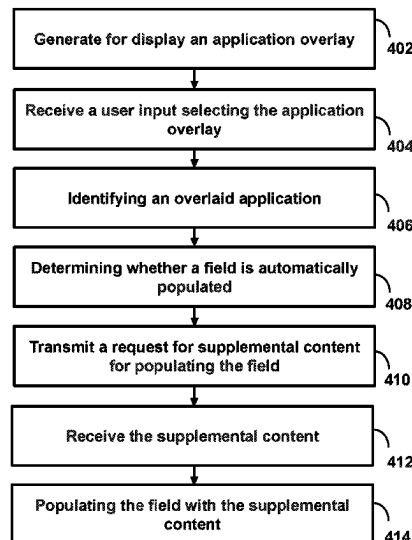 Generate for display an application overlay
402
Receive a user input selecting the application
overlay
404
Identifying an overlaid application
406
Determining whether a field is automatically
populated
408
Transmit a request for supplemental content
for populating the field
410
Receive the supplemental content
412
Populating the field with the supplemental
content
414